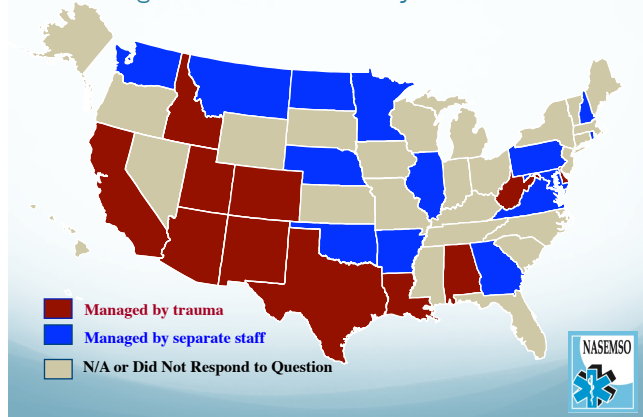 Managed by trauma
Managed by separate staff
N/A or Did Not Respond to Question
NASEMSO